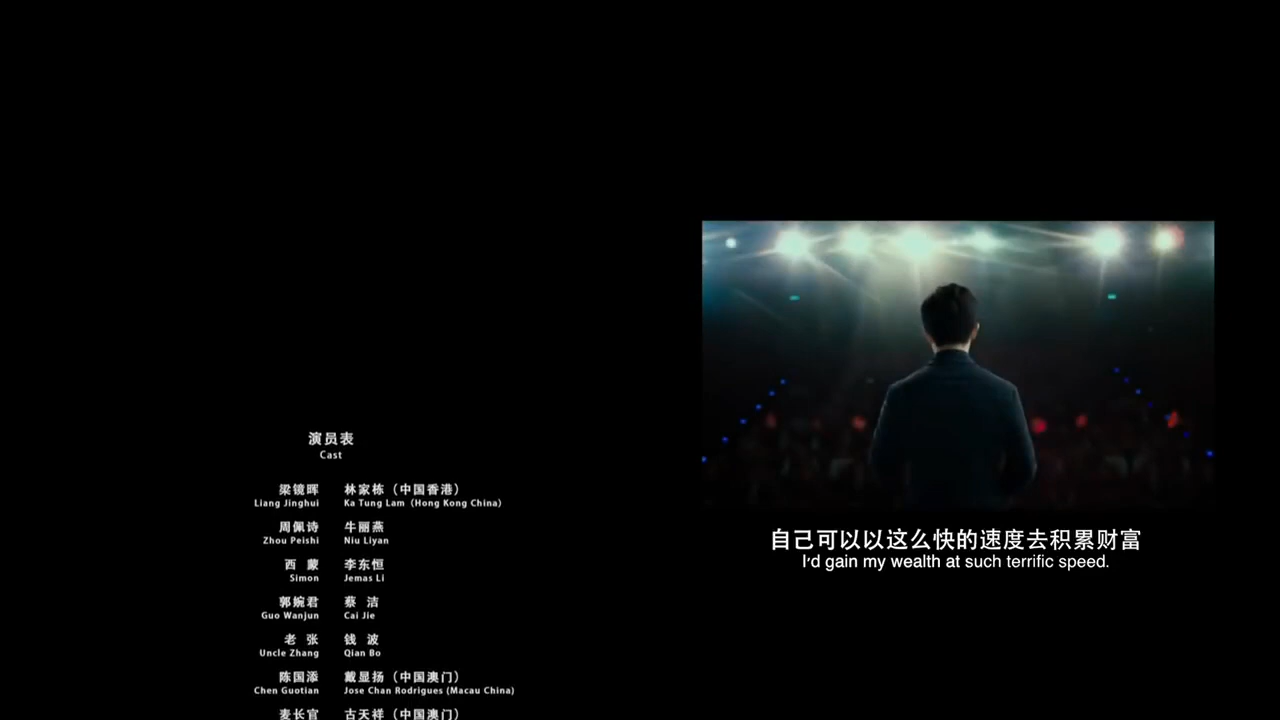 演员表
Cast
梁镜晖 林家栋（中国香港）
Liang Jinghui Ka Tung Lam (Hong Kong China)
周佩诗 牛丽燕
Zhou Peishi Niu Liyan
西 蒙 李东恒
Simon Jemas Li
郭婉君 蔡 洁
Guo Wanjun Cai Jie
老 张 钱 波
Uncle Zhang Qian Bo
陈国添 戴显扬（中国澳门）
Chen Guotian Jose Chan Rodrigues (Macau China)
麦长官 古天祥（中国澳门）
自己可以以这么快的速度去积累财富
I'd gain my wealth at such terrific speed.